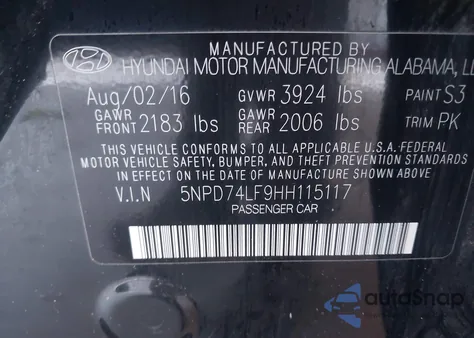 MANUFACTURED BY
HYUNDAI MOTOR MANUFACTURING ALABAMA, LL
Aug/02/16 GVWR 3924 lbs PAINT S3
GAWR FRONT 2183 lbs GAWR REAR 2006 lbs TRIM PK
THIS VEHICLE CONFORMS TO ALL APPLICABLE U.S.A. FEDERAL
MOTOR VEHICLE SAFETY, BUMPER, AND THEFT PREVENTION STANDARDS
IN EFFECT ON THE DATE OF MANUFACTURE SHOWN ABOVE.
V.I.N 5NPD74LF9HH115117
PASSENGER CAR
autoSnap